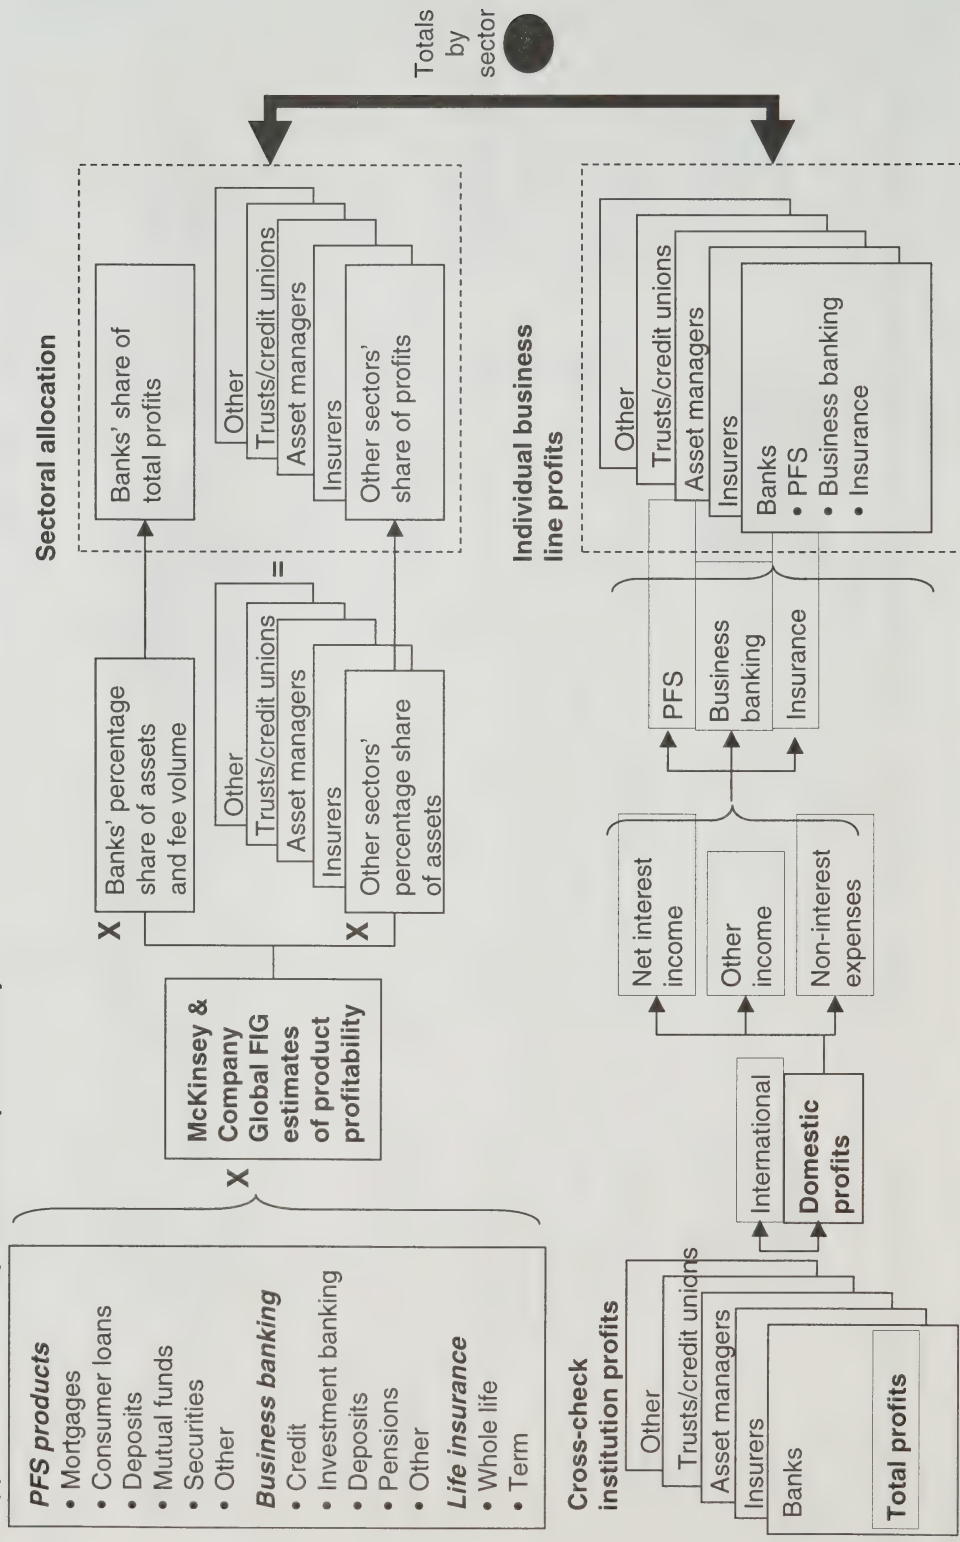 PFS products
• Mortgages
• Consumer loans
• Deposits
• Mutual funds
• Securities
• Other
Business banking
• Credit
• Investment banking
• Deposits
• Pensions
• Other
Life insurance
• Whole life
• Term
X
McKinsey &
Company
Global FIG
estimates
of product
profitability
X
Banks' percentage
share of assets
and fee volume
X
Other
Trusts/credit unions
Asset managers
Insurers
Other sectors'
percentage share
of assets
=
Sectoral allocation
Banks' share of
total profits
Other
Trusts/credit unions
Asset managers
Insurers
Other sectors'
share of profits
Totals
by
sector
Cross-check
institution profits
Other
Trusts/credit unions
Asset managers
Insurers
Banks
Total profits
International
Domestic
profits
Net interest
income
Other
income
Non-interest
expenses
PFS
Business
banking
Insurance
Individual business
line profits
Other
Trusts/credit unions
Asset managers
Insurers
Banks
• PFS
• Business banking
• Insurance